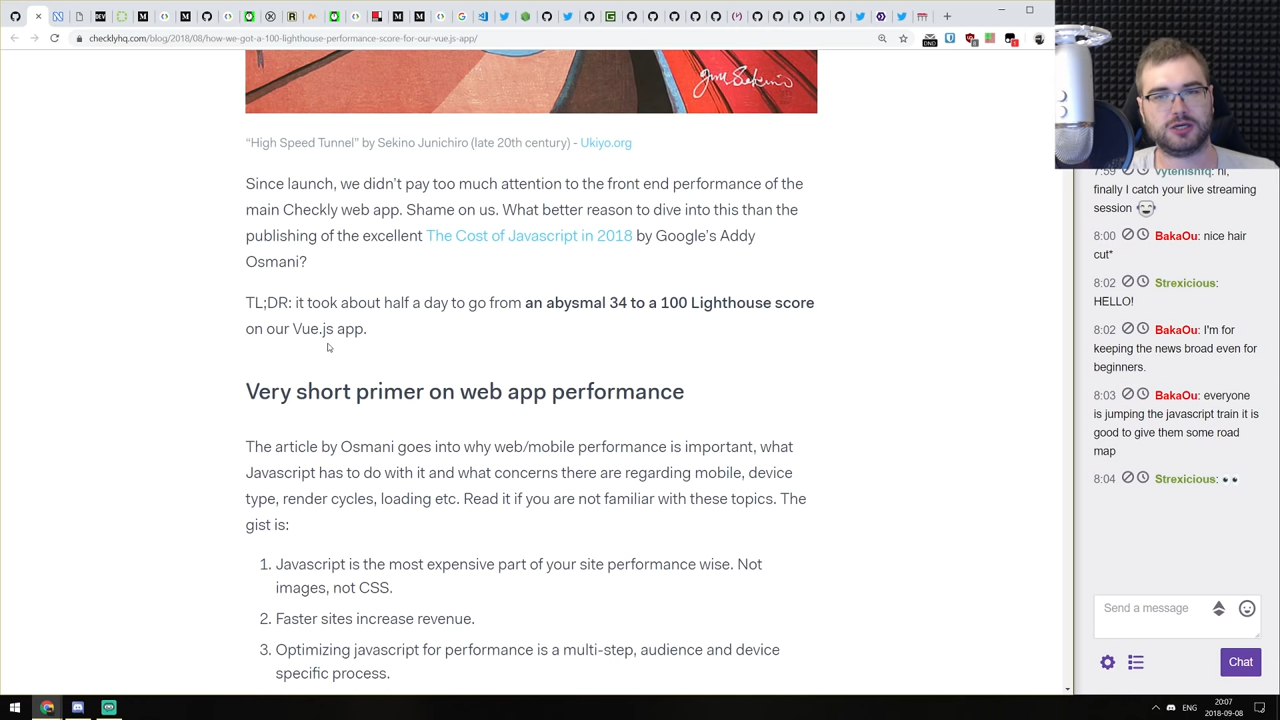 checklyhq.com/blog/2018/08/how-we-got-a-100-lighthouse-performance-score-for-our-vue.js-app/
"High Speed Tunnel" by Sekino Junichiro (late 20th century) - Ukiyo.org
Since launch, we didn't pay too much attention to the front end performance of the
main Checkly web app. Shame on us. What better reason to dive into this than the
publishing of the excellent The Cost of Javascript in 2018 by Google's Addy
Osmani?
TL;DR: it took about half a day to go from an abysmal 34 to a 100 Lighthouse score
on our Vue.js app.
Very short primer on web app performance
The article by Osmani goes into why web/mobile performance is important, what
Javascript has to do with it and what concerns there are regarding mobile, device
type, render cycles, loading etc. Read it if you are not familiar with these topics. The
gist is:
1. Javascript is the most expensive part of your site performance wise. Not
images, not CSS.
2. Faster sites increase revenue.
3. Optimizing javascript for performance is a multi-step, audience and device
specific process.
7:59 vytenisfiq: hi,
finally I catch your live streaming
session
8:00 BakaOu: nice hair
cut*
8:02 Strexicious:
HELLO!
8:02 BakaOu: I'm for
keeping the news broad even for
beginners.
8:03 BakaOu: everyone
is jumping the javascript train it is
good to give them some road
map
8:04 Strexicious:
Send a message
Chat
ENG
20:07
2018-09-08